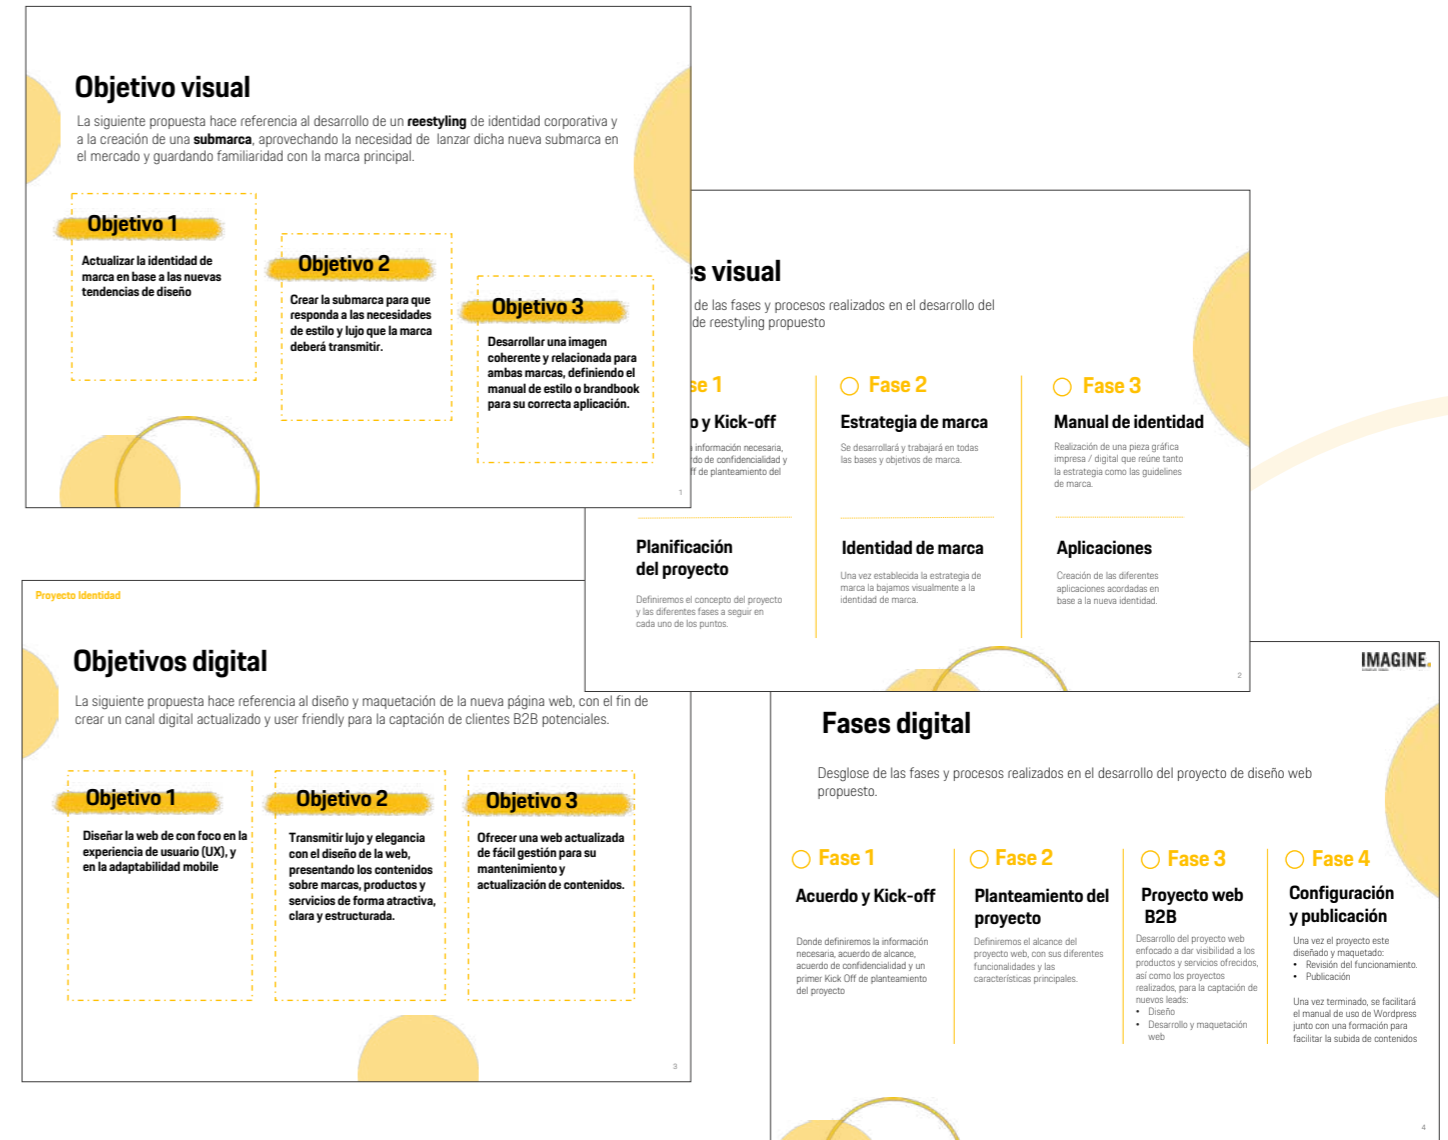 Objetivo visual
La siguiente propuesta hace referencia al desarrollo de un reestyling de identidad corporativa y
a la creación de una submarca, aprovechando la necesidad de lanzar dicha nueva submarca en
el mercado y guardando familiaridad con la marca principal.
Objetivo 1
Actualizar la identidad de
marca en base a las nuevas
tendencias de diseño
Objetivo 2
Crear la submarca para que
responda a las necesidades
de estilo y lujo que la marca
deberá transmitir.
Objetivo 3
Desarrollar una imagen
coherente y relacionada para
ambas marcas, definiendo el
manual de estilo o brandbook
para su correcta aplicación.
1
s visual
de las fases y procesos realizados en el desarrollo del
de reestyling propuesto
se 1
o y Kick-off
información necesaria,
rdo de confidencialidad y
ff de planteamiento del
Planificación
del proyecto
Definiremos el concepto del proyecto
y las diferentes fases a seguir en
cada uno de los puntos.
Fase 2
Estrategia de marca
Se desarrollará y trabajará en todas
las bases y objetivos de marca.
Identidad de marca
Una vez establecida la estrategia de
marca la bajamos visualmente a la
identidad de marca.
Fase 3
Manual de identidad
Realización de una pieza gráfica
impresa / digital que reúne tanto
la estrategia como las guidelines
de marca.
Aplicaciones
Creación de las diferentes
aplicaciones acordadas en
base a la nueva identidad.
2
Proyecto Identidad
Objetivos digital
La siguiente propuesta hace referencia al diseño y maquetación de la nueva página web, con el fin de
crear un canal digital actualizado y user friendly para la captación de clientes B2B potenciales.
Objetivo 1
Diseñar la web de con foco en la
experiencia de usuario (UX), y
en la adaptabilidad mobile
Objetivo 2
Transmitir lujo y elegancia
con el diseño de la web,
presentando los contenidos
sobre marcas, productos y
servicios de forma atractiva,
clara y estructurada.
Objetivo 3
Ofrecer una web actualizada
de fácil gestión para su
mantenimiento y
actualización de contenidos.
3
IMAGINE.
Fases digital
Desglose de las fases y procesos realizados en el desarrollo del proyecto de diseño web
propuesto.
Fase 1
Acuerdo y Kick-off
Donde definiremos la información
necesaria, acuerdo de alcance,
acuerdo de confidencialidad y un
primer Kick Off de planteamiento
del proyecto
Fase 2
Planteamiento del
proyecto
Definiremos el alcance del
proyecto web, con sus diferentes
funcionalidades y las
características principales.
Fase 3
Proyecto web
B2B
Desarrollo del proyecto web
enfocado a dar visibilidad a los
productos y servicios ofrecidos,
así como los proyectos
realizados, para la captación de
nuevos leads:
• Diseño
• Desarrollo y maquetación
web
Fase 4
Configuración
y publicación
Una vez el proyecto este
diseñado y maquetado:
• Revisión del funcionamiento.
• Publicación
Una vez terminado, se facilitará
el manual de uso de Wordpress
junto con una formación para
facilitar la subida de contenidos
4